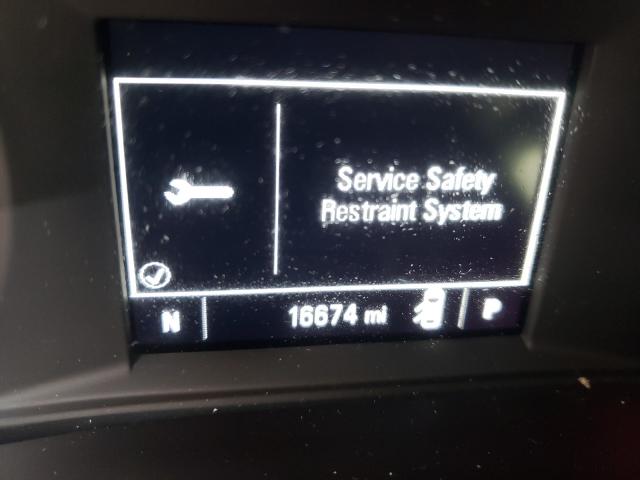 Service Safety
Restraint System
N 16674 mi P